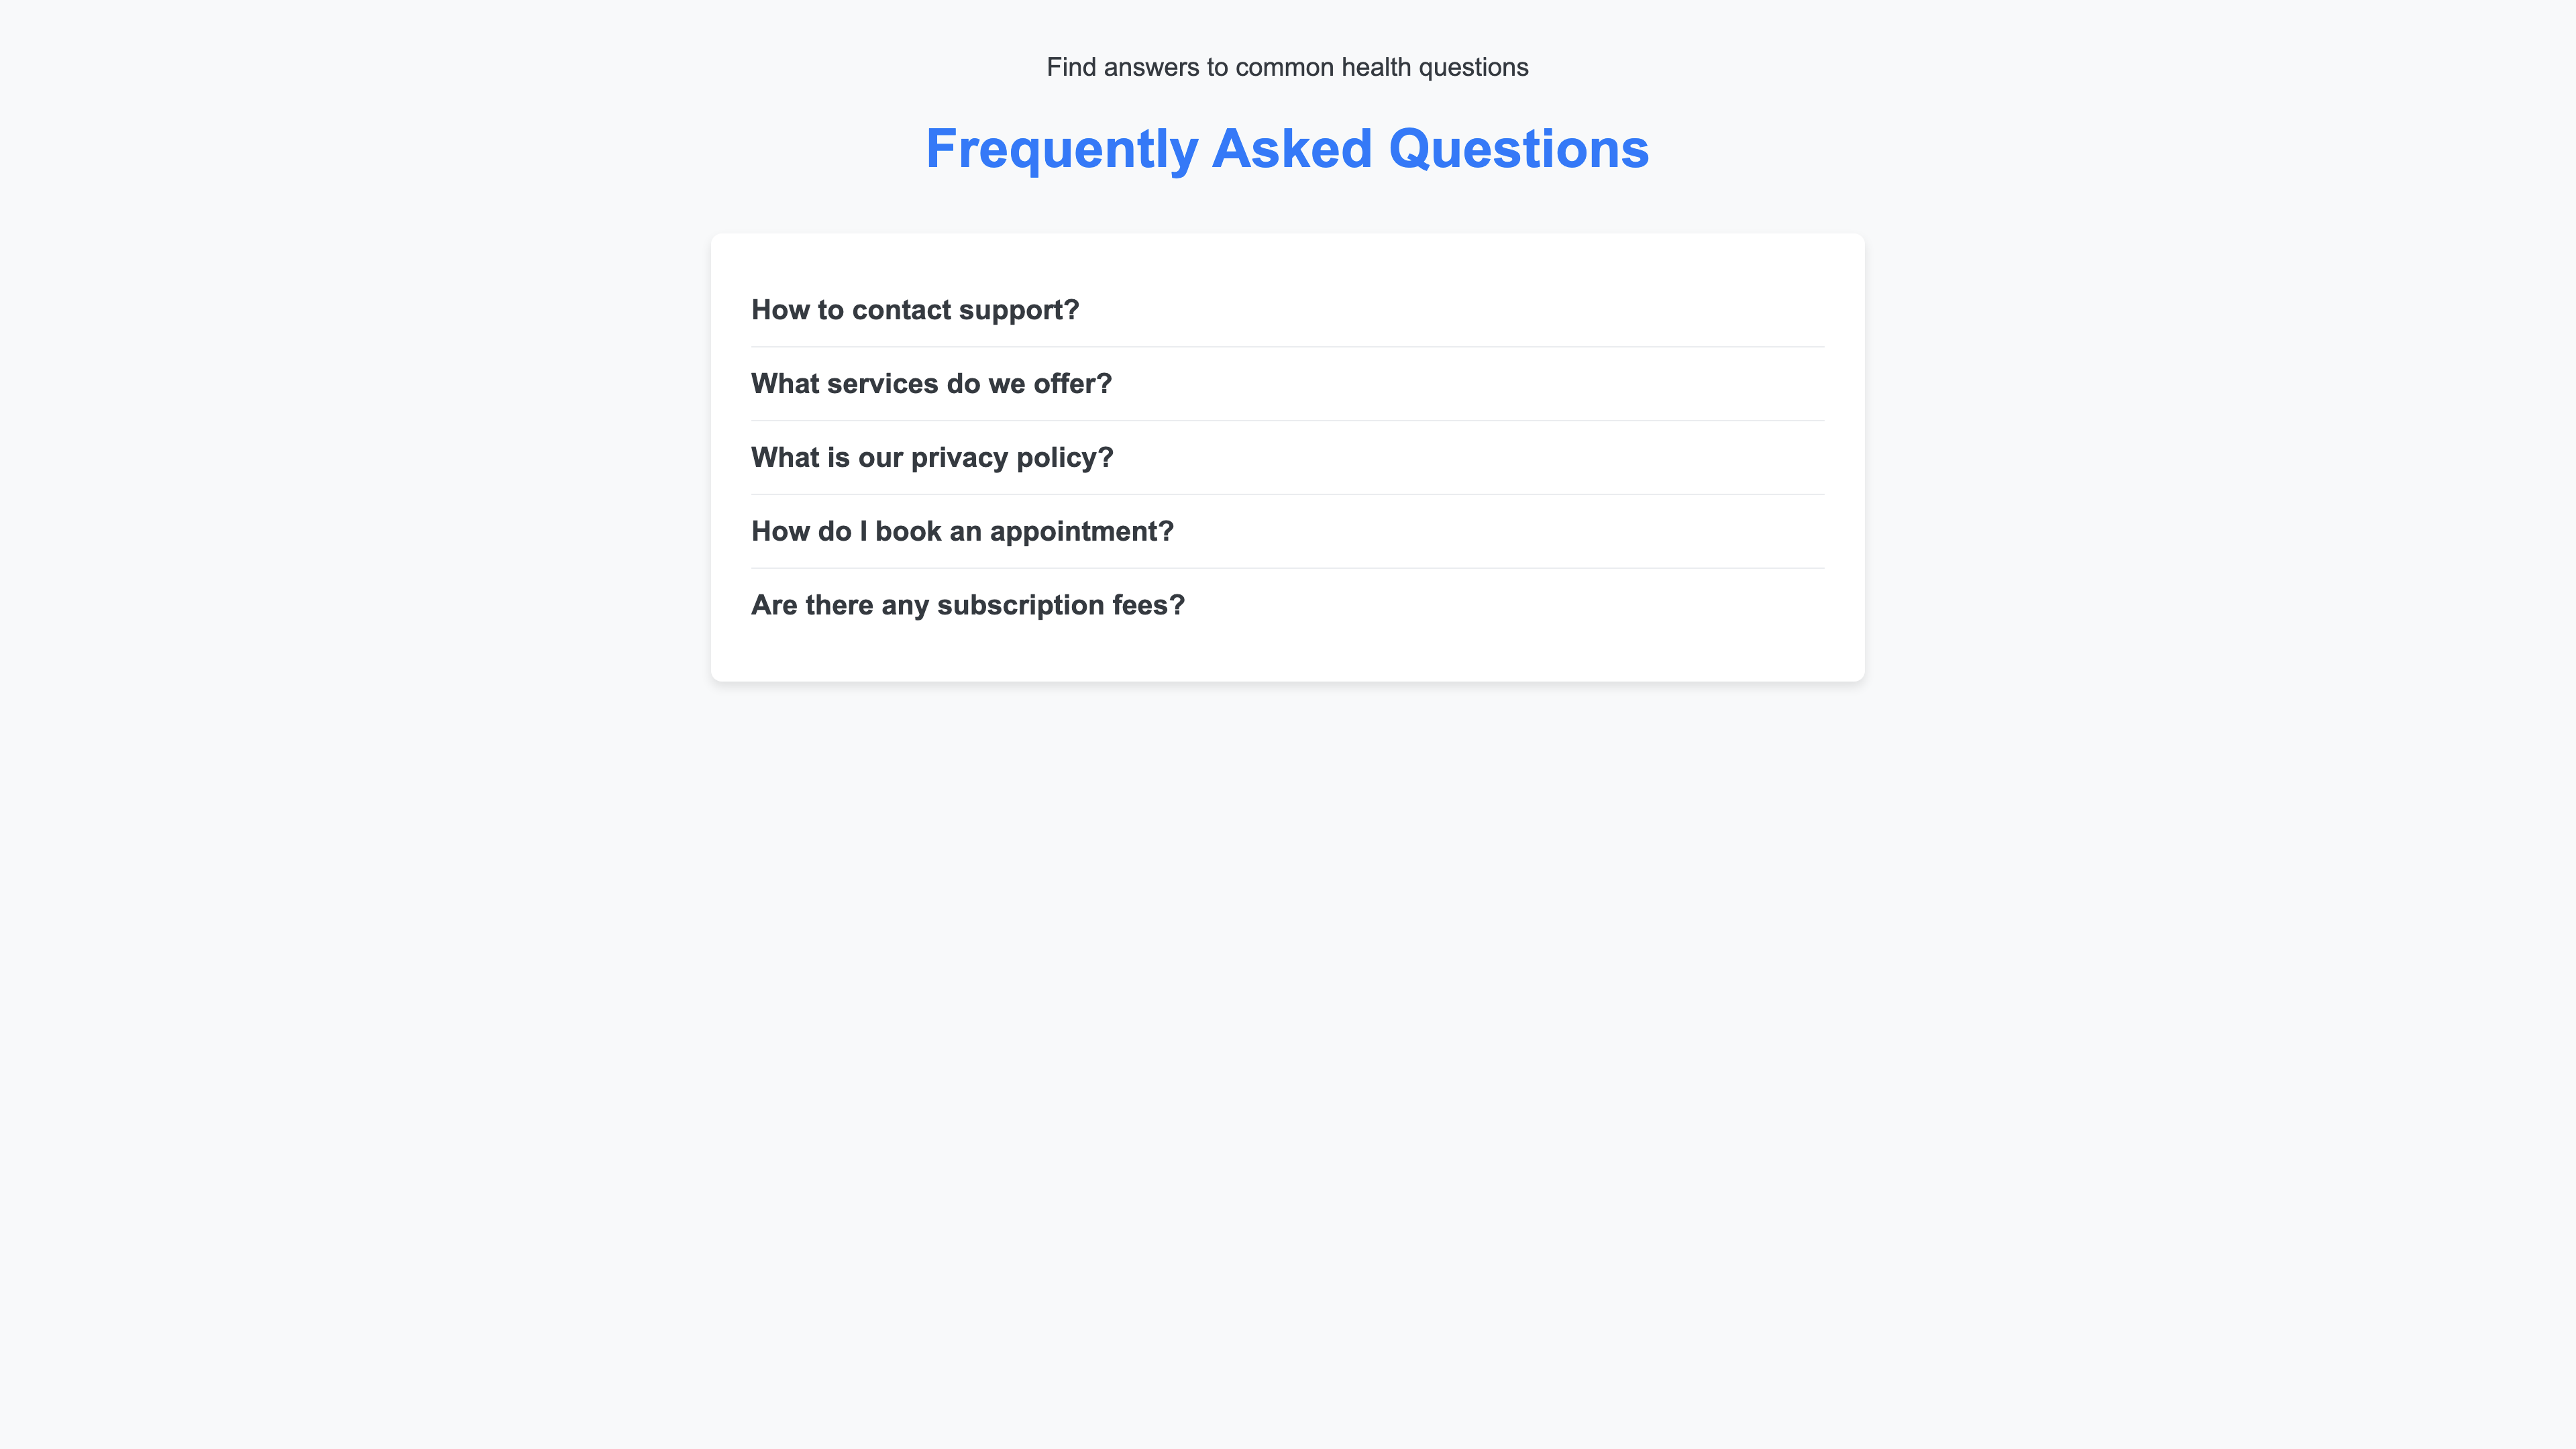 Find answers to common health questions
Frequently Asked Questions
How to contact support?
What services do we offer?
What is our privacy policy?
How do I book an appointment?
Are there any subscription fees?